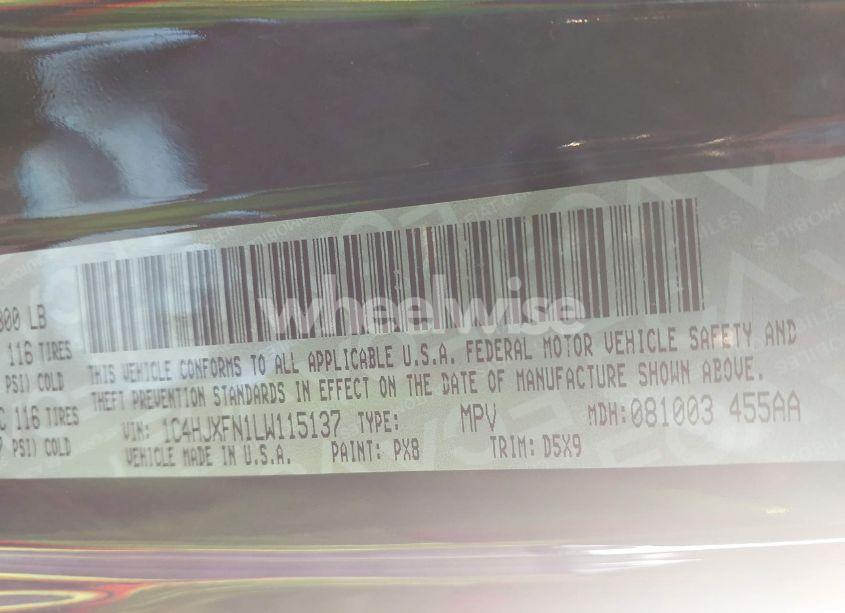 wheelwise
800 LB
116 TIRES
PSI) COLD
C 116 TIRES
PSI) COLD
THIS VEHICLE CONFORMS TO ALL APPLICABLE U.S.A. FEDERAL MOTOR VEHICLE SAFETY AND
THEFT PREVENTION STANDARDS IN EFFECT ON THE DATE OF MANUFACTURE SHOWN ABOVE.
VIN: 1C4HJXFN1LW115137 TYPE: MPV MDH: 081003 455AA
VEHICLE MADE IN U.S.A. PAINT: PX8 TRIM: D5X9